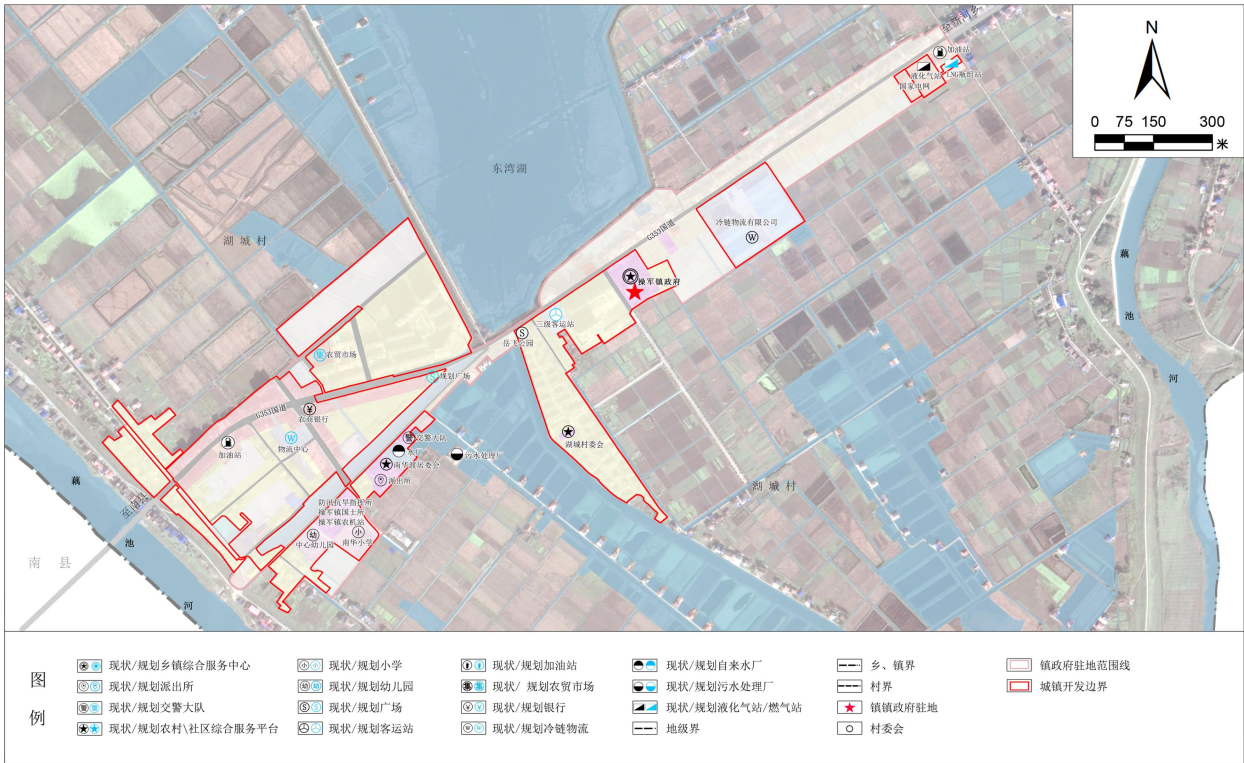 至新河乡
加油站
液化气站
LNG瓶组站
国家电网
N
0 75 150 300
米
东湾湖
冷链物流有限公司
G353国道
湖城村
操军镇政府
藕
池
河
三级客运站
岳飞公园
农贸市场
规划广场
G353国道
农商银行
物流中心
加油站
交警大队
水厂
污水处理厂
南华渡居委会
派出所
湖城村委会
湖城村
防汛抗旱指挥所
操军镇国土所
操军镇农机站
中心幼儿园
南华小学
至南县
藕
池
河
南县
图例
现状/规划乡镇综合服务中心
现状/规划小学
现状/规划加油站
现状/规划自来水厂
乡、镇界
镇政府驻地范围线
现状/规划派出所
现状/规划幼儿园
现状/ 规划农贸市场
现状/规划污水处理厂
村界
城镇开发边界
现状/规划交警大队
现状/规划广场
现状/规划银行
现状/规划液化气站/燃气站
镇镇政府驻地
现状/规划农村\社区综合服务平台
现状/规划客运站
现状/规划冷链物流
地级界
村委会